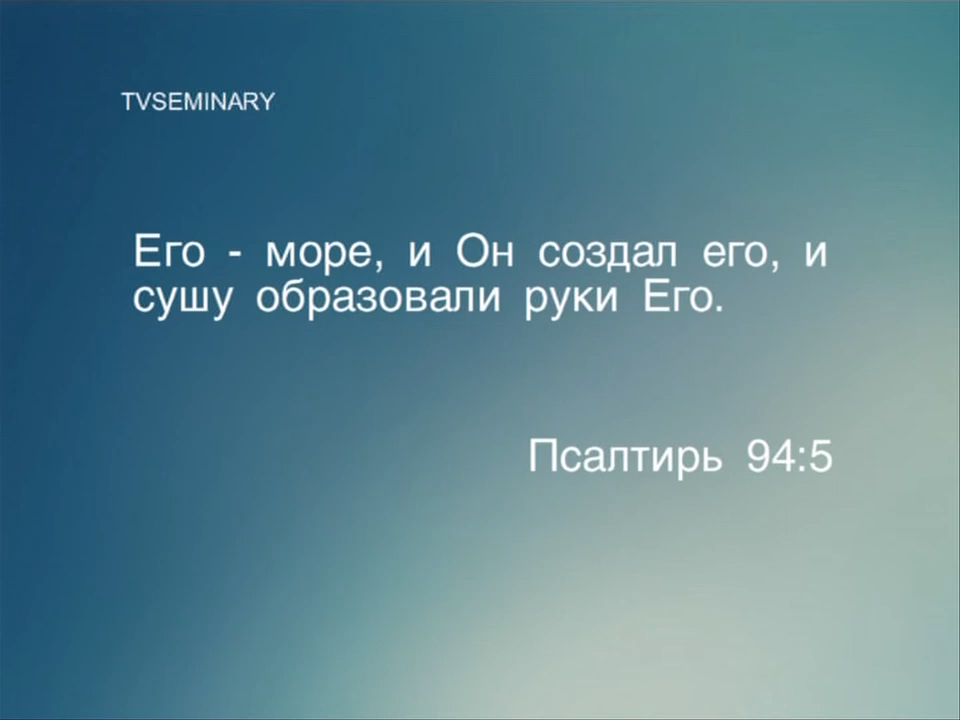 TVSEMINARY
Его - море, и Он создал его, и
сушу образовали руки Его.
Псалтирь 94:5